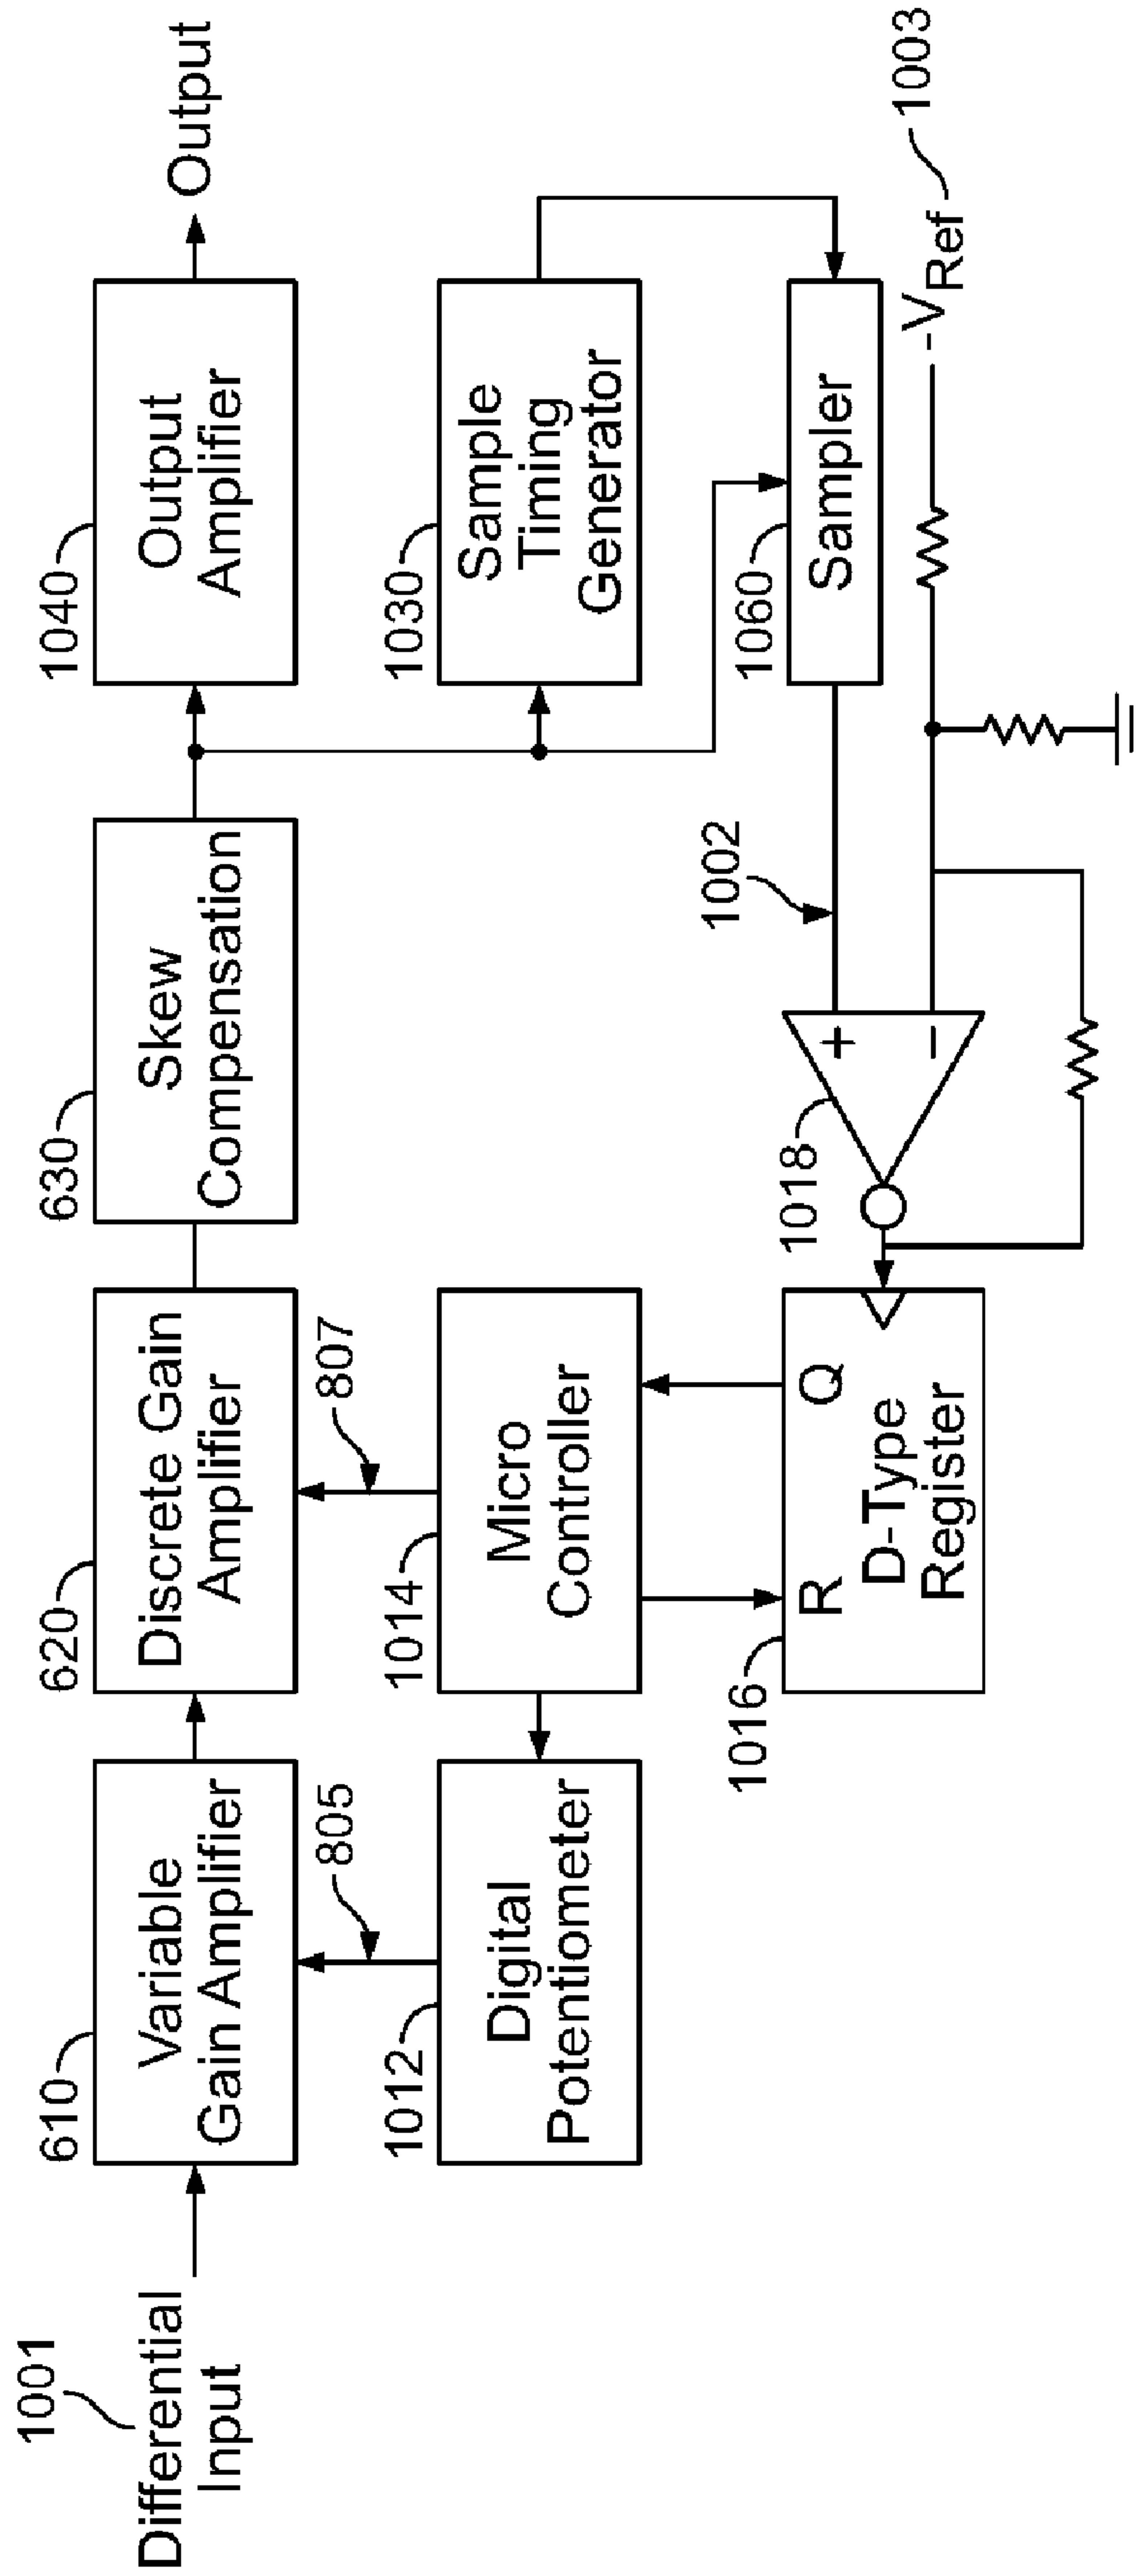 1001
Differential
Input
610
Variable
Gain Amplifier
620
Discrete Gain
Amplifier
630
Skew
Compensation
1040
Output
Amplifier
Output
805
807
1012
Digital
Potentiometer
1014
Micro
Controller
1030
Sample
Timing
Generator
1016
R
Q
D-Type
Register
1018
+
−
1002
1060
Sampler
-VRef
1003